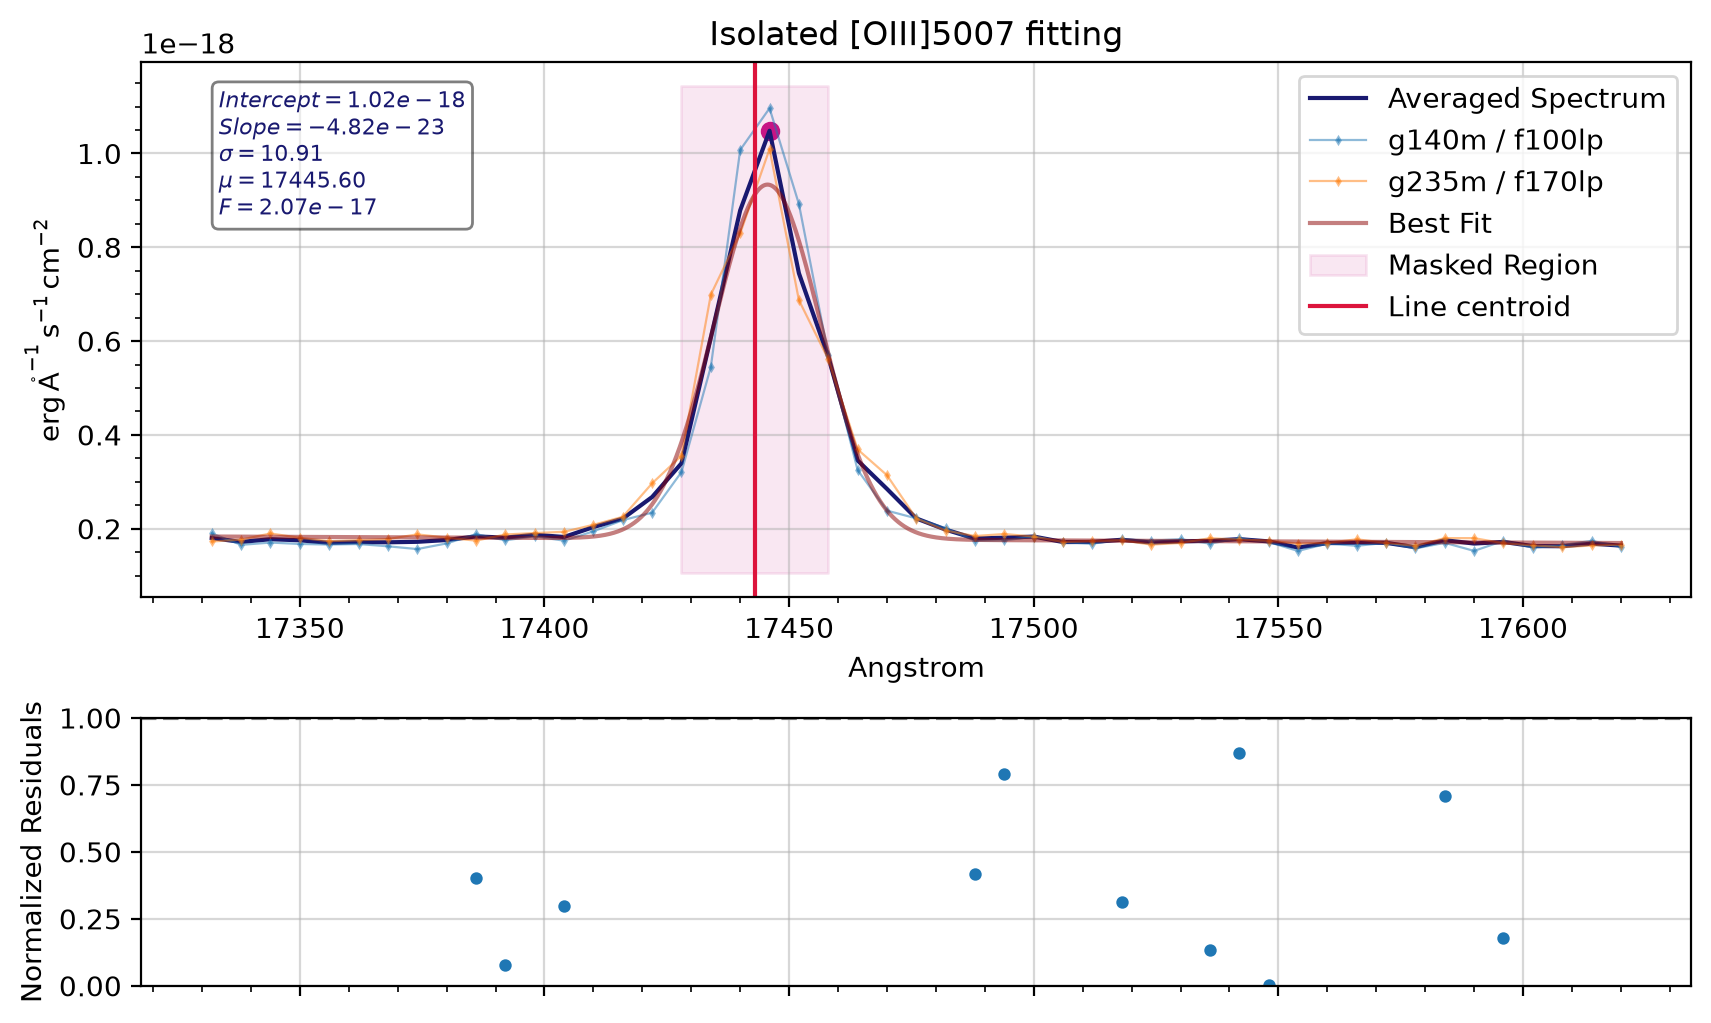 Isolated [OIII]5007 fitting
1e−18
Intercept = 1.02e − 18
Slope = −4.82e − 23
σ = 10.91
μ = 17445.60
F = 2.07e − 17
Averaged Spectrum
g140m / f100lp
g235m / f170lp
Best Fit
Masked Region
Line centroid
erg Å⁻¹ s⁻¹ cm⁻²
1.0
0.8
0.6
0.4
0.2
17350 17400 17450 17500 17550 17600
Angstrom
Normalized Residuals
1.00
0.75
0.50
0.25
0.00